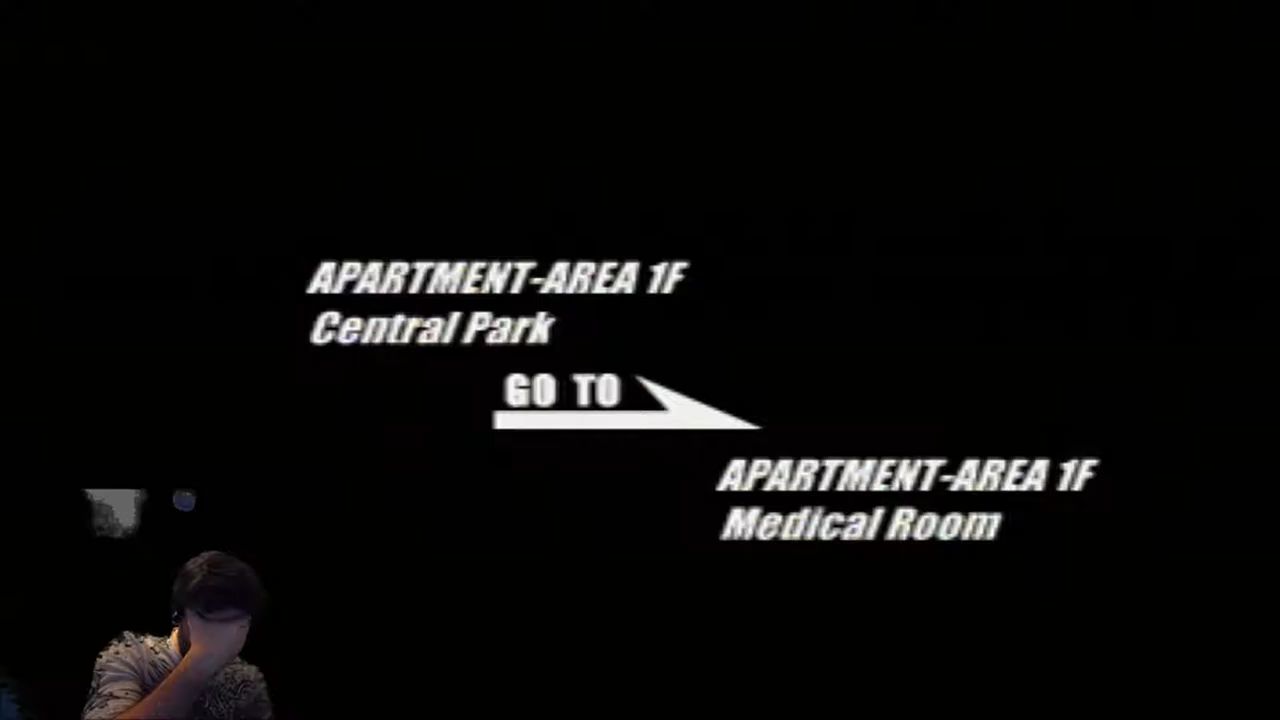 APARTMENT-AREA 1F
Central Park
GO TO
APARTMENT-AREA 1F
Medical Room